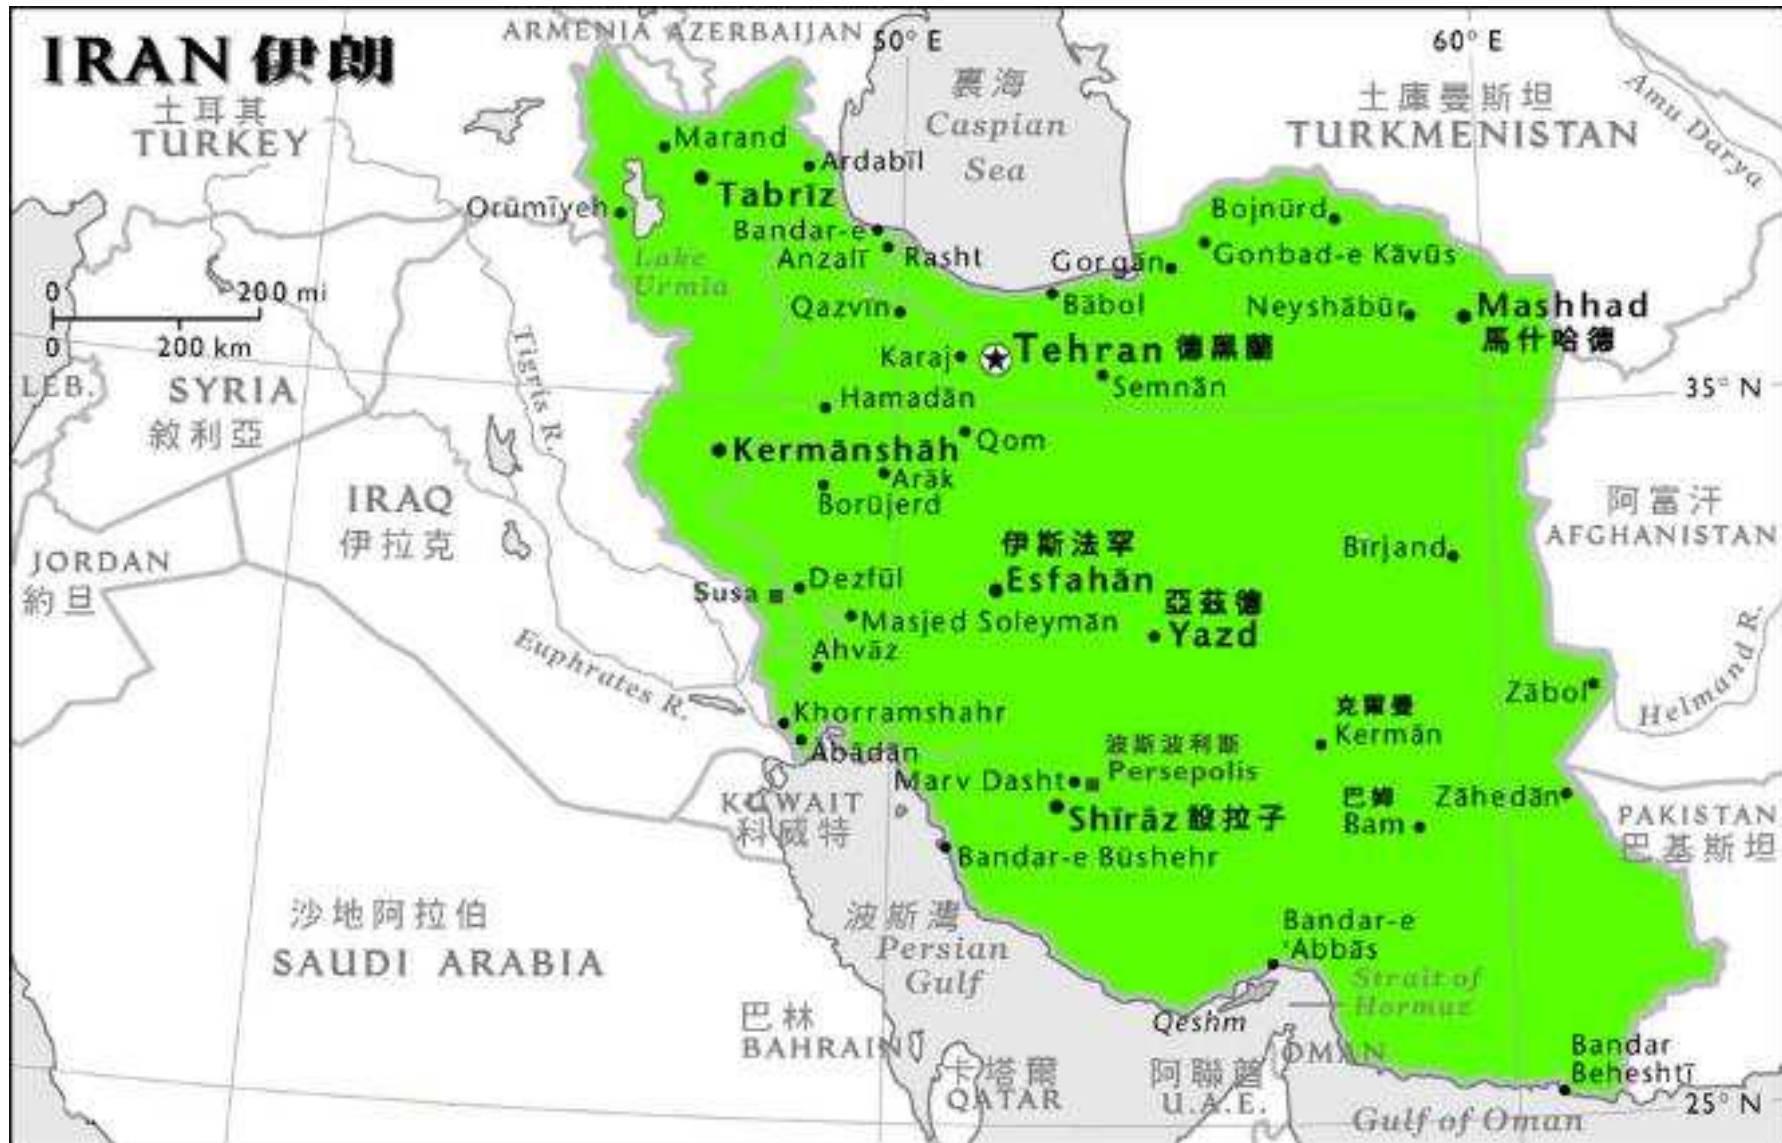 IRAN 伊朗
ARMENIA
AZERBAIJAN
50° E
60° E
土耳其
TURKEY
裏海
Caspian
Sea
土庫曼斯坦
TURKMENISTAN
Amu Darya
Marand
Ardabīl
Tabrīz
Orūmīyeh
Lake
Urmia
Bandar-e
Anzalī
Rasht
Bojnūrd
Gonbad-e Kāvūs
Gorgān
0
200 mi
0
200 km
Qazvīn
Bābol
Neyshābūr
Mashhad
馬什哈德
Tigris R.
Karaj
Tehran 德黑蘭
Semnān
LEB.
SYRIA
敘利亞
Hamadān
35° N
Kermānshāh
Qom
Arāk
Borūjerd
IRAQ
伊拉克
阿富汗
AFGHANISTAN
JORDAN
約旦
伊斯法罕
Esfahān
Bīrjand
Susa
Dezfūl
亞茲德
Yazd
Masjed Soleymān
Euphrates R.
Ahvāz
Zābol
Helmand R.
Khorramshahr
Ābādān
克爾曼
Kermān
波斯波利斯
Persepolis
Marv Dasht
Shīrāz 設拉子
巴姆
Bam
Zāhedān
KUWAIT
科威特
PAKISTAN
巴基斯坦
Bandar-e Būshehr
沙地阿拉伯
SAUDI ARABIA
波斯灣
Persian
Gulf
Bandar-e
'Abbās
Strait of
Hormuz
Qeshm
巴林
BAHRAIN
卡塔爾
QATAR
阿聯酋
U.A.E.
OMAN
Bandar
Beheshtī
25° N
Gulf of Oman